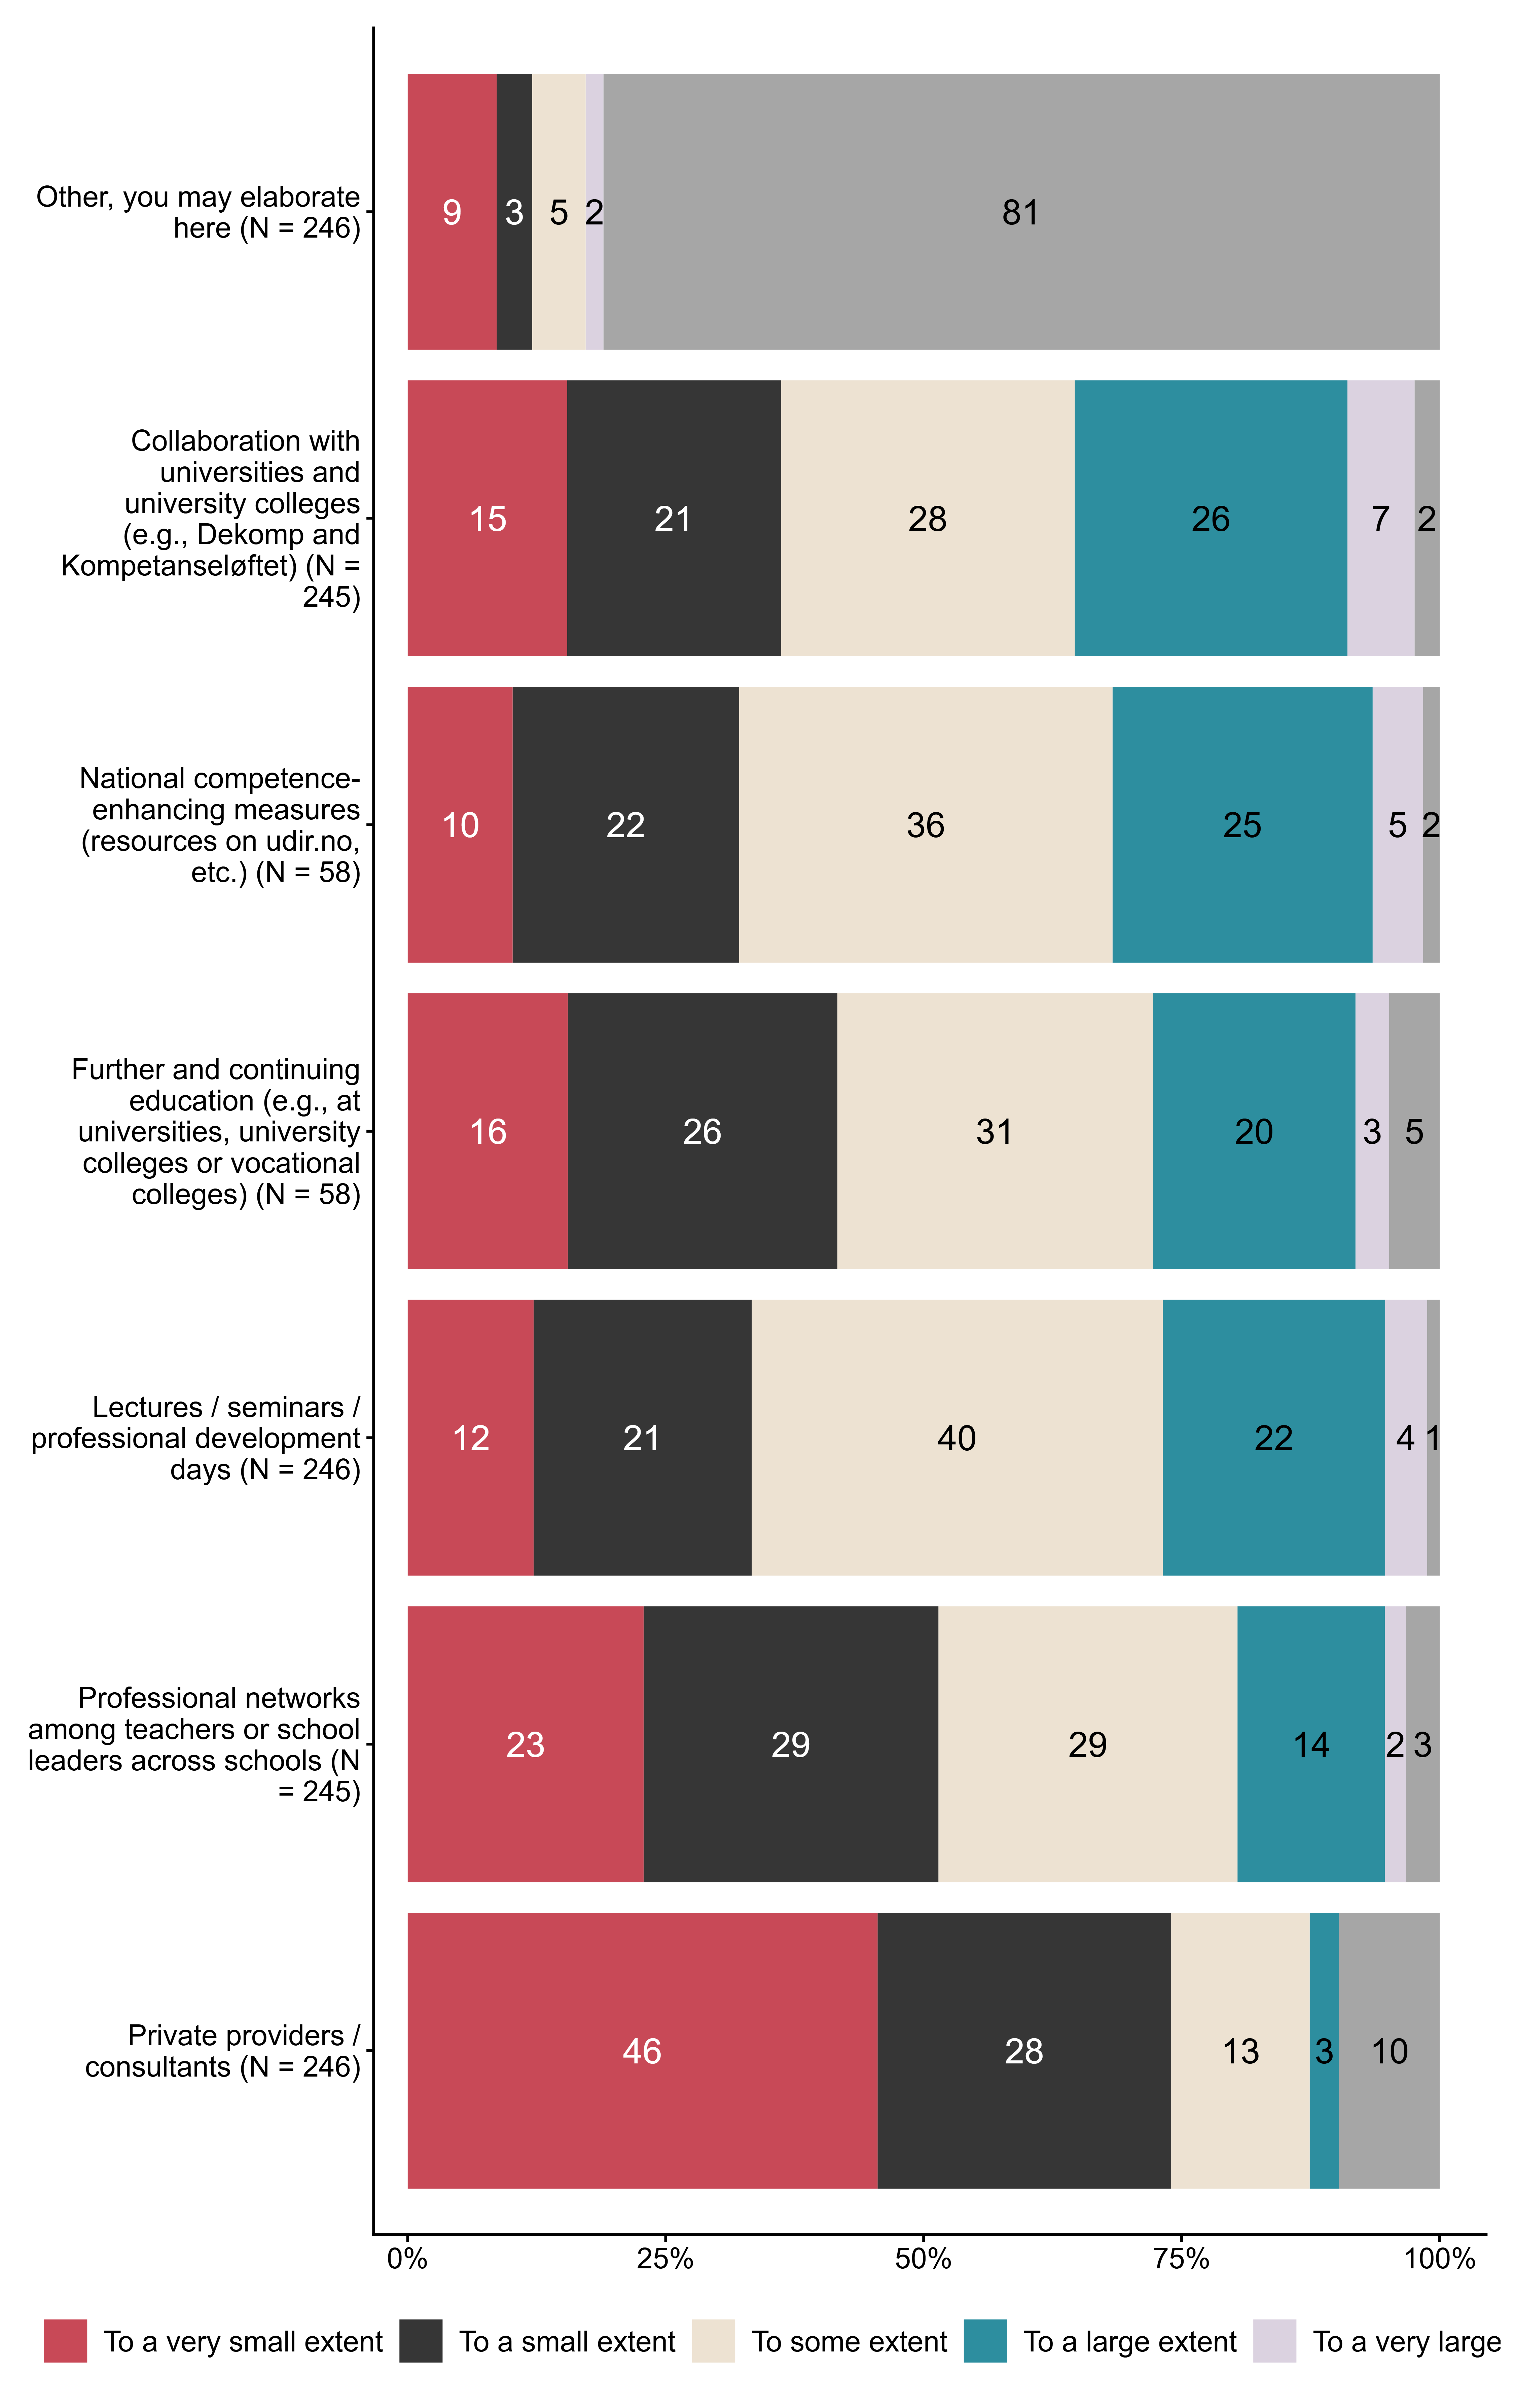 Other, you may elaborate
here (N = 246)
9 3 5 2 81
Collaboration with
universities and
university colleges
(e.g., Dekomp and
Kompetanseløftet) (N =
245)
15 21 28 26 7 2
National competence-
enhancing measures
(resources on udir.no,
etc.) (N = 58)
10 22 36 25 5 2
Further and continuing
education (e.g., at
universities, university
colleges or vocational
colleges) (N = 58)
16 26 31 20 3 5
Lectures / seminars /
professional development
days (N = 246)
12 21 40 22 4 1
Professional networks
among teachers or school
leaders across schools (N
= 245)
23 29 29 14 2 3
Private providers /
consultants (N = 246)
46 28 13 3 10
0% 25% 50% 75% 100%
To a very small extent To a small extent To some extent To a large extent To a very large